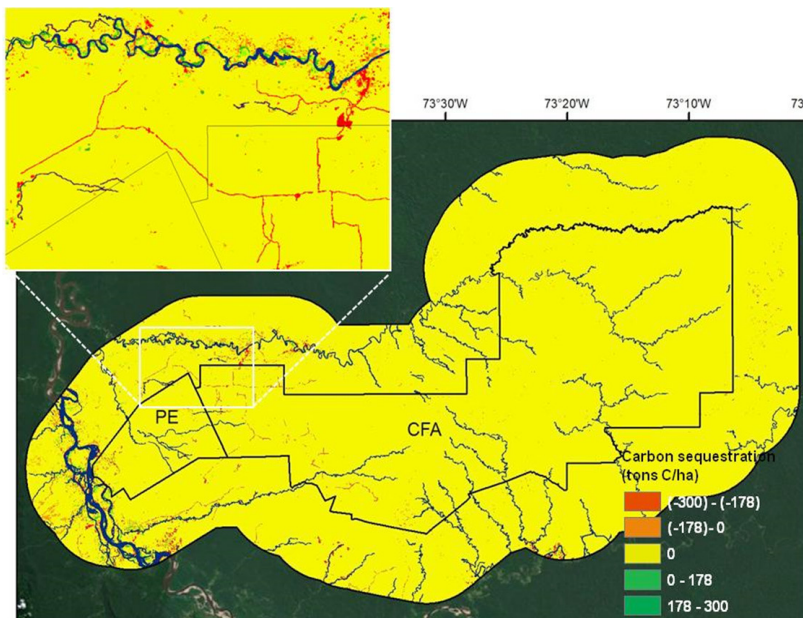 73°30'W 73°20'W 73°10'W 73
PE
CFA
Carbon sequestration
(tons C/ha)
(-300) - (-178)
(-178)- 0
0
0 - 178
178 - 300